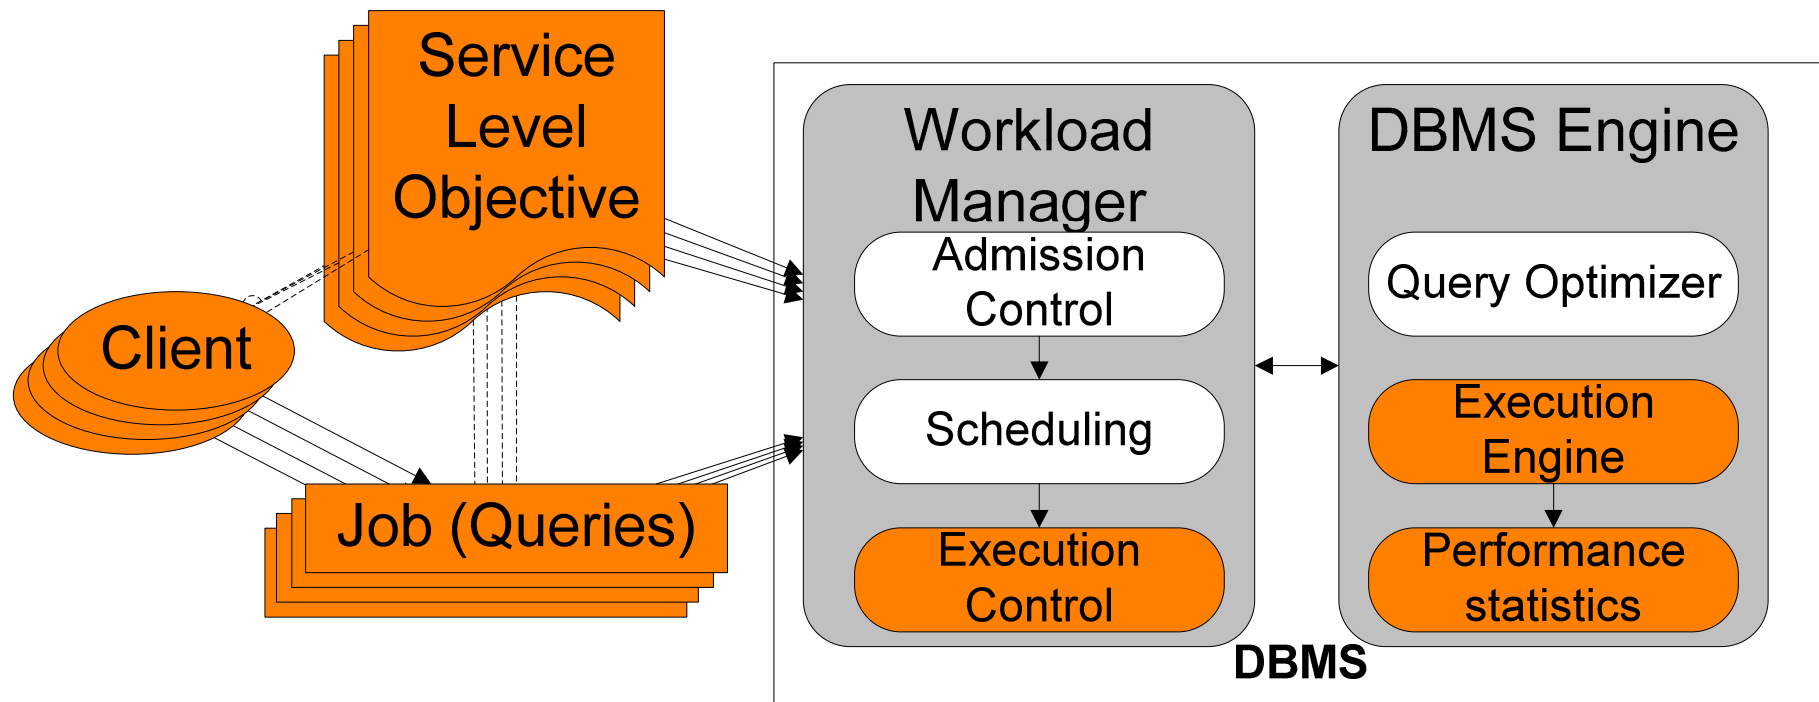 Service
Level
Objective
Client
Job (Queries)
Workload
Manager
Admission
Control
Scheduling
Execution
Control
DBMS Engine
Query Optimizer
Execution
Engine
Performance
statistics
DBMS